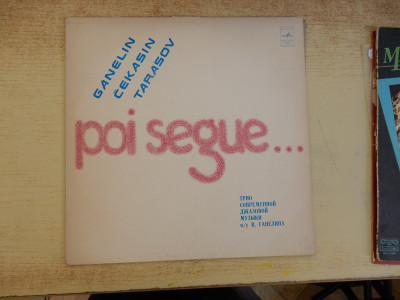 GANELIN
ČEKASIN
TARASOV
poi segue...
ТРИО
СОВРЕМЕННОЙ
ДЖАЗОВОЙ
МУЗЫКИ
п/у В. ГАНЕЛИНА
M